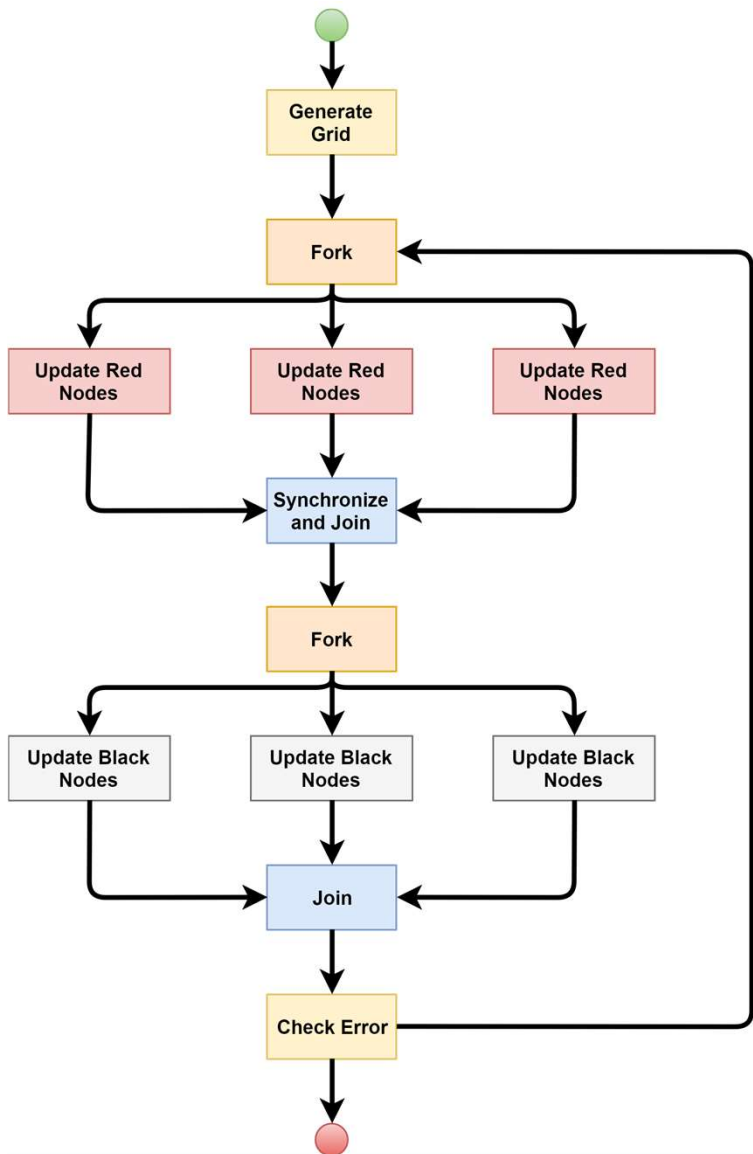 Generate
Grid
Fork
Update Red
Nodes
Update Red
Nodes
Update Red
Nodes
Synchronize
and Join
Fork
Update Black
Nodes
Update Black
Nodes
Update Black
Nodes
Join
Check Error